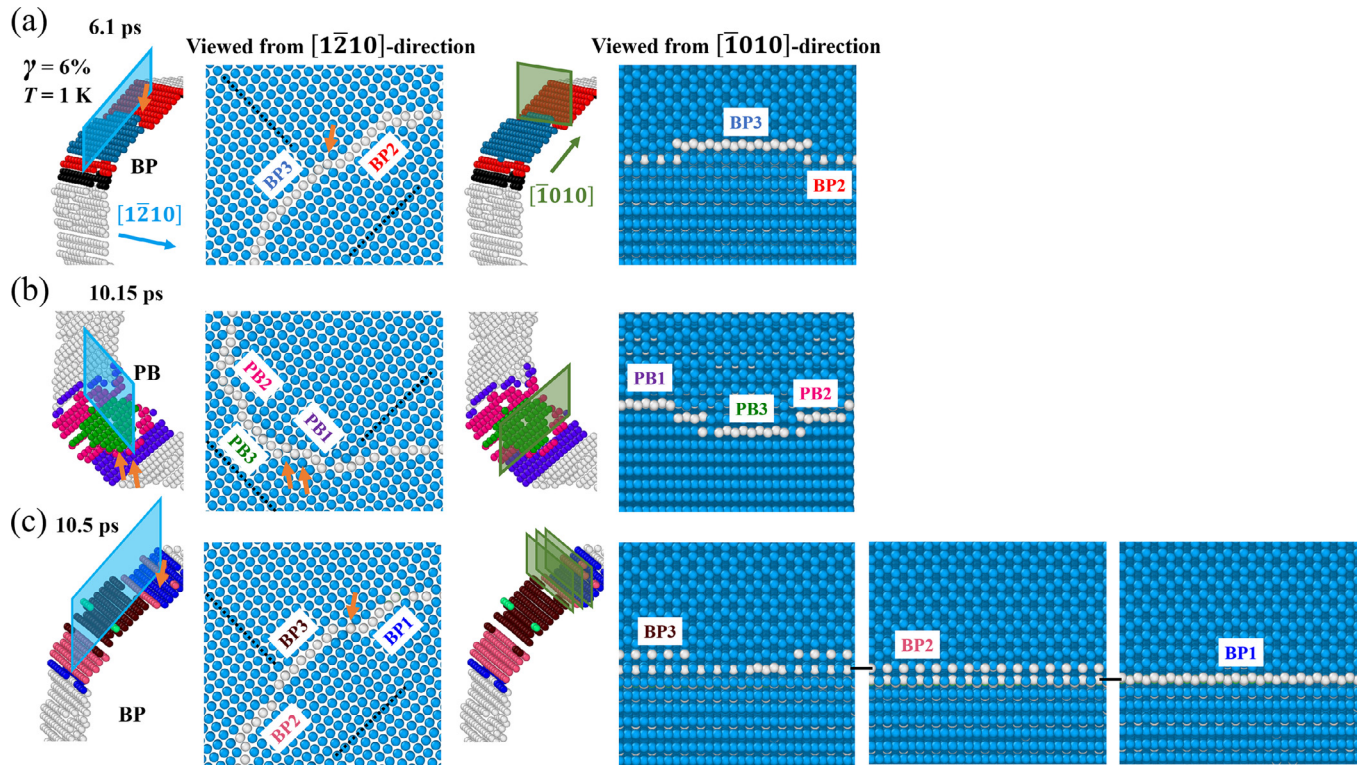 (a)
6.1 ps
γ = 6%
T = 1 K
Viewed from [12̅10]-direction
Viewed from [1̅010]-direction
BP
[12̅10]
BP3
BP2
[1̅010]
BP3
BP2
(b)
10.15 ps
PB
PB2
PB1
PB3
PB1
PB3
PB2
(c)
10.5 ps
BP
BP3
BP1
BP2
BP3
BP2
BP1